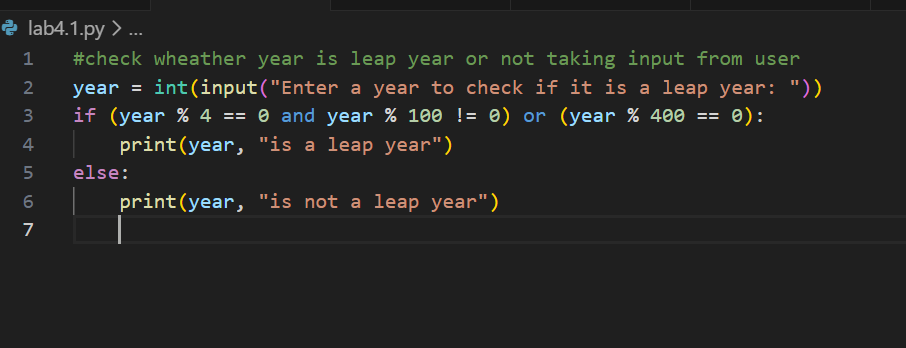 lab4.1.py > ...
1 #check wheather year is leap year or not taking input from user
2 year = int(input("Enter a year to check if it is a leap year: "))
3 if (year % 4 == 0 and year % 100 != 0) or (year % 400 == 0):
4     print(year, "is a leap year")
5 else:
6     print(year, "is not a leap year")
7